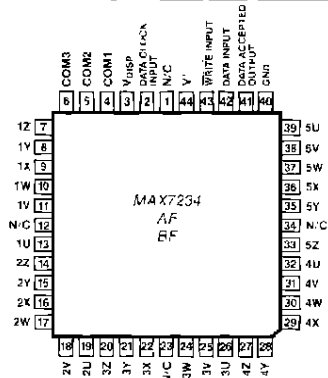 COM3
COM2
COM1
VDISP
DATA CLOCK
INPUT
N/C
V+
WRITE INPUT
DATA INPUT
DATA ACCEPTED
OUTPUT
GND
6 5 4 3 2 1 44 43 42 41 40
1Z 7
1Y 8
1X 9
1W 10
1V 11
N/C 12
1U 13
2Z 14
2Y 15
2X 16
2W 17
MAX7234
AF
BF
39 5U
38 5V
37 5W
36 5X
35 5Y
34 N/C
33 5Z
32 4U
31 4V
30 4W
29 4X
18 19 20 21 22 23 24 25 26 27 28
2V
2U
3Z
3Y
3X
N/C
3W
3V
3U
4Z
4Y